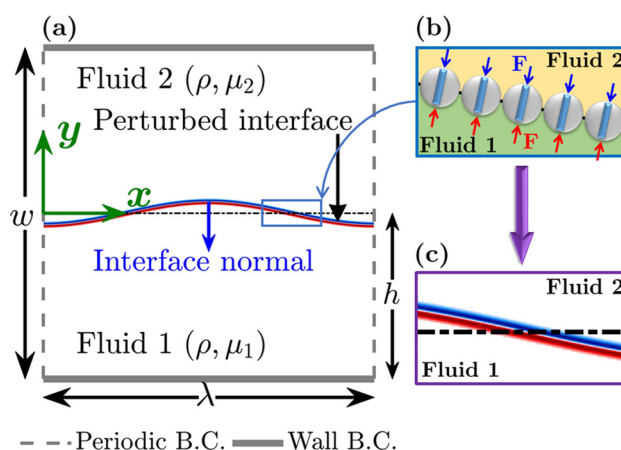 (a)
Fluid 2 (ρ, μ₂)
Perturbed interface
y
x
w
Interface normal
h
Fluid 1 (ρ, μ₁)
λ
Periodic B.C.
Wall B.C.
(b)
F
Fluid 2
F
Fluid 1
(c)
Fluid 2
Fluid 1